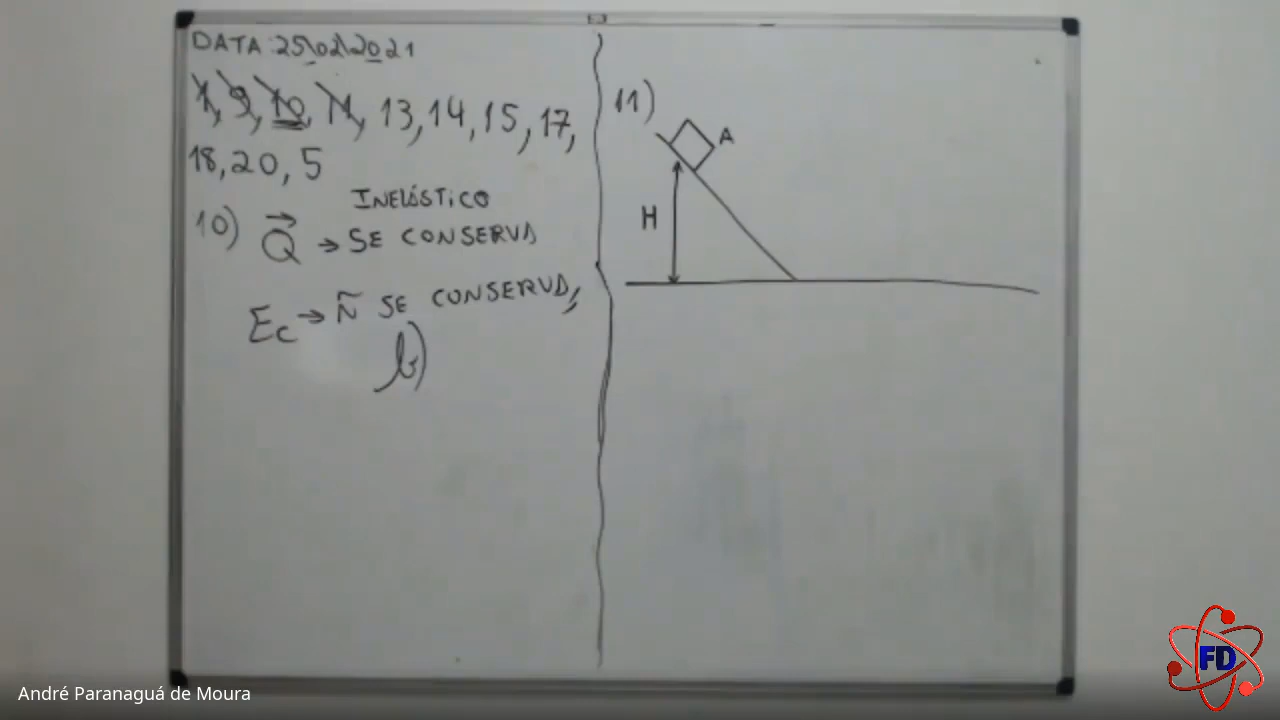 DATA: 25\02\2021
1, 9, 10, 11, 13, 14, 15, 17,
18, 20, 5
INELÁSTICO
10) Q → SE CONSERVA
Ec → Ñ SE CONSERVA,
b)
11)
A
H
André Paranaguá de Moura
FD